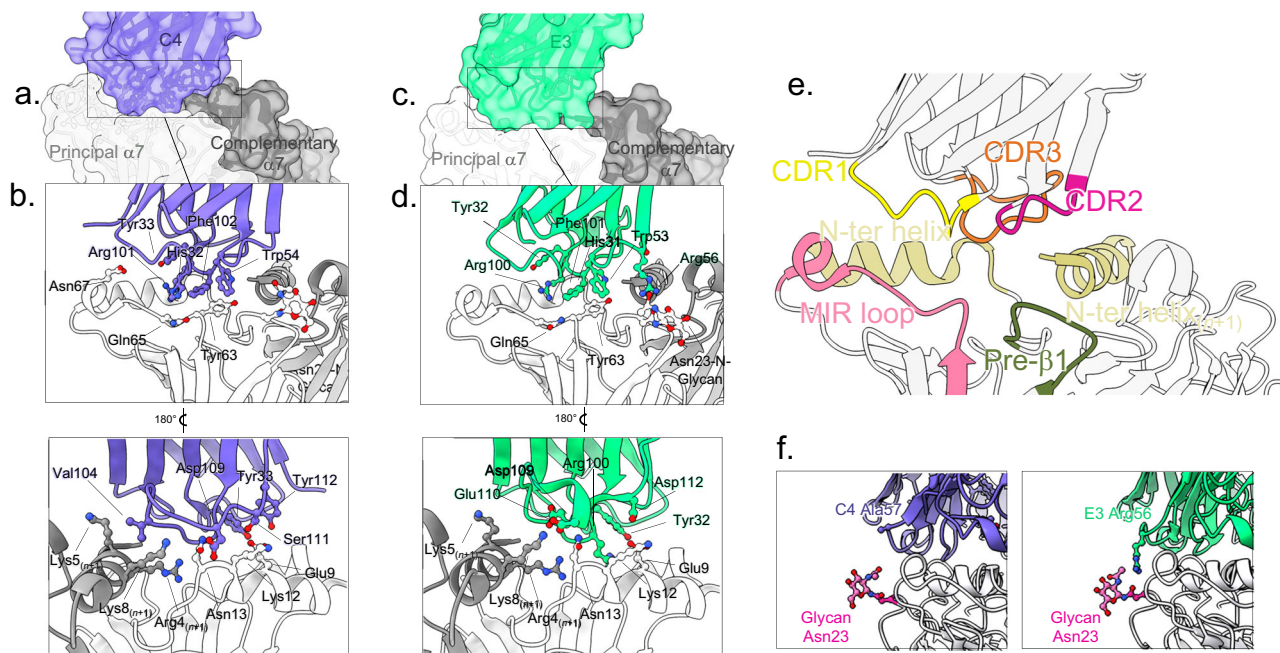 a.
C4
Principal α7
Complementary
α7
b.
Tyr33
Phe102
Arg101
His32
Trp54
Asn67
Gln65
Tyr63
180°
Val104
Asp109
Tyr33
Tyr112
Lys5(n+1)
Ser111
Glu9
Lys8(n+1)
Lys12
Arg4(n+1)
Asn13
c.
E3
Principal α7
Complementary
α7
d.
Tyr32
Phe101
His31
Trp53
Arg100
Arg56
Gln65
Tyr63
Asn23-N-
Glycan
180°
Asp109
Arg100
Glu110
Asp112
Tyr32
Lys5(n+1)
Glu9
Lys8(n+1)
Lys12
Arg4(n+1)
Asn13
e.
CDR1
CDR3
CDR2
N-ter helix
MIR loop
N-ter helix(n+1)
Pre-β1
f.
C4 Ala57
Glycan
Asn23
E3 Arg56
Glycan
Asn23